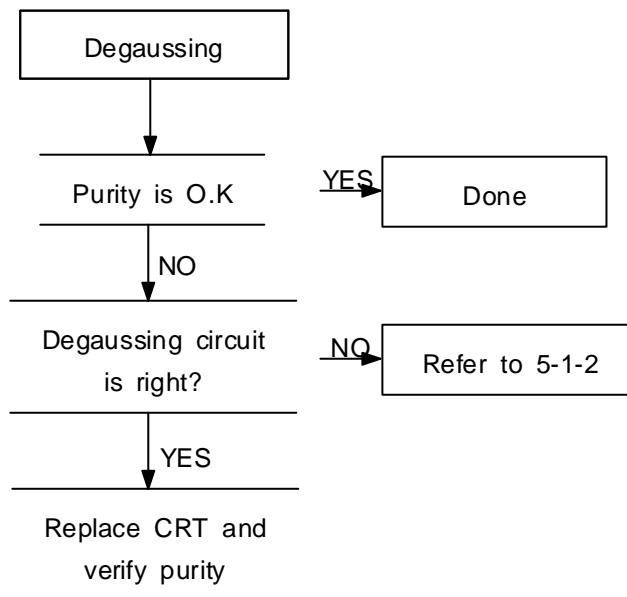 Degaussing
Purity is O.K
YES
Done
NO
Degaussing circuit
is right?
NO
Refer to 5-1-2
YES
Replace CRT and
verify purity